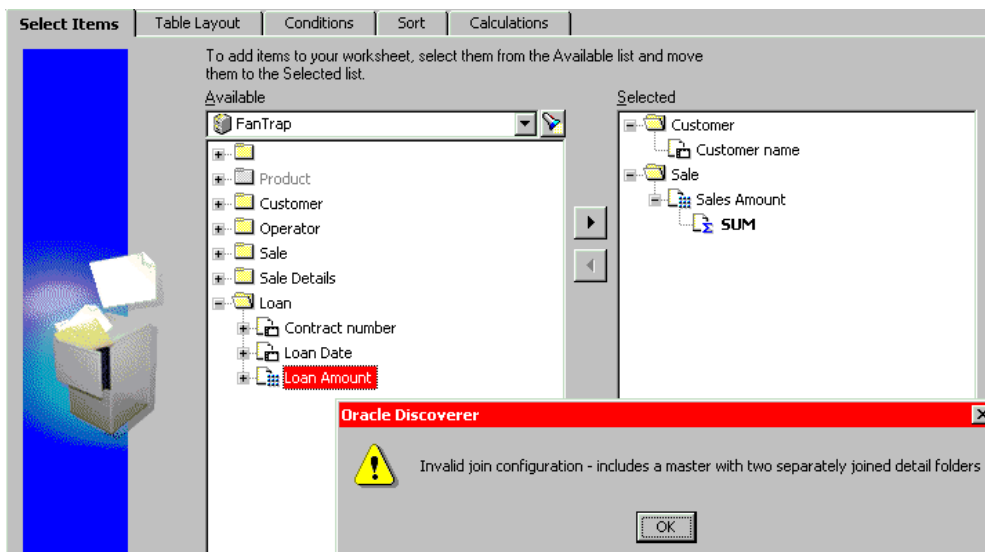 Select Items
Table Layout
Conditions
Sort
Calculations
To add items to your worksheet, select them from the Available list and move
them to the Selected list.
Available
Selected
FanTrap
Product
Customer
Operator
Sale
Sale Details
Loan
Contract number
Loan Date
Loan Amount
Customer
Customer name
Sale
Sales Amount
SUM
Oracle Discoverer
Invalid join configuration - includes a master with two separately joined detail folders
OK